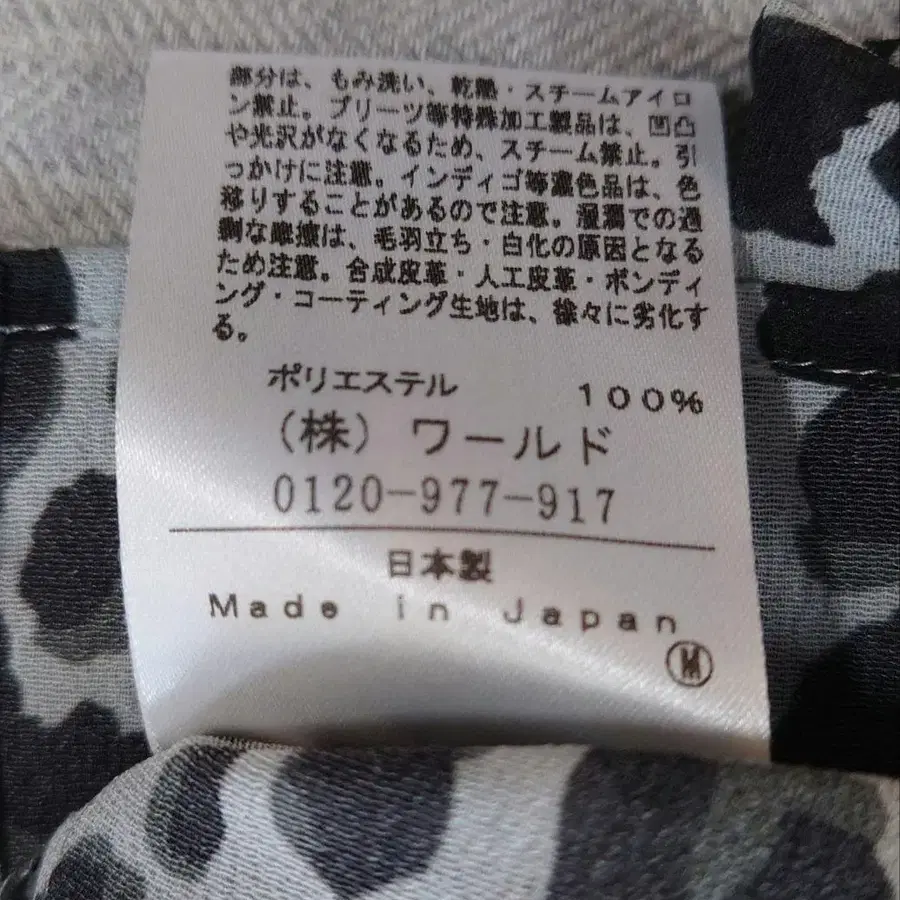 部分は、もみ洗い、乾熱・スチームアイロ
ン禁止。プリーツ等特殊加工製品は、凹凸
や光沢がなくなるため、スチーム禁止。引
っかけに注意。インディゴ等濃色品は、色
移りすることがあるので注意。湿潤での過
剰な摩擦は、毛羽立ち・白化の原因となる
ため注意。合成皮革・人工皮革・ボンディ
ング・コーティング生地は、徐々に劣化す
る。
ポリエステル 100%
(株) ワールド
0120-977-917
日本製
Made in Japan
M